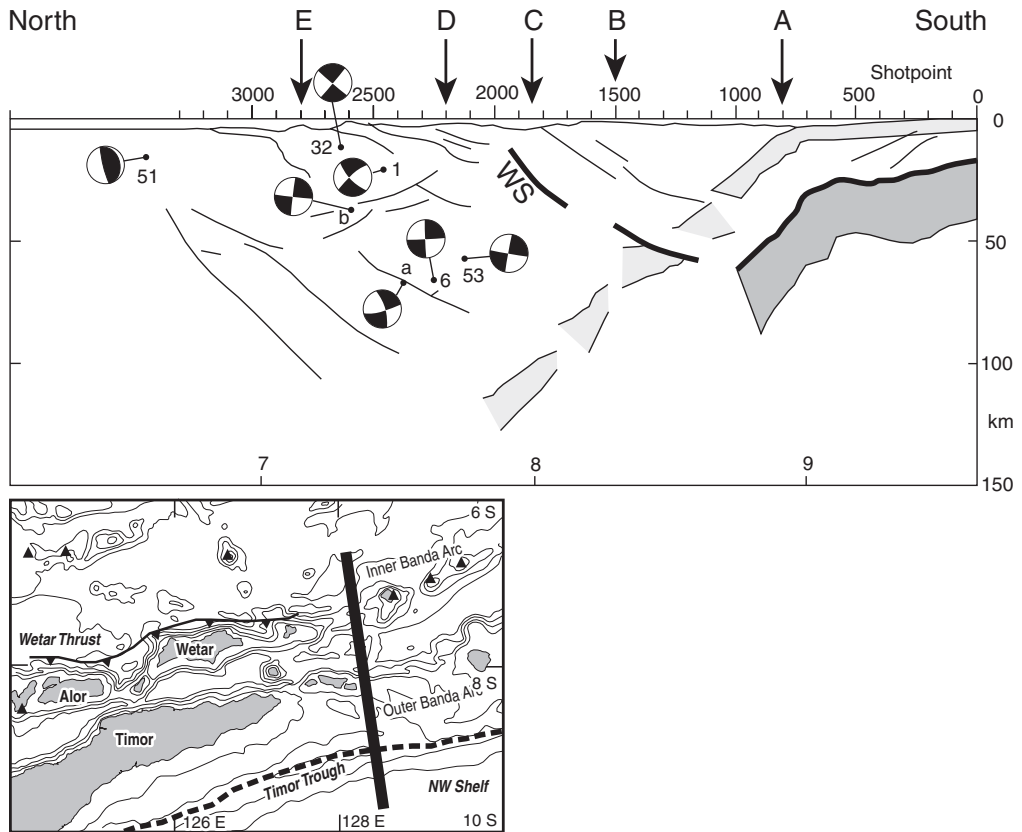 North E D C B A South
Shotpoint
3000 2500 2000 1500 1000 500 0
0
32
1
51
WS
b
50
a 6 53
100
km
7 8 9
150
6 S
Inner Banda Arc
Wetar Thrust
Wetar
Alor
8 S
Outer Banda Arc
Timor
Timor Trough
NW Shelf
126 E 128 E 10 S